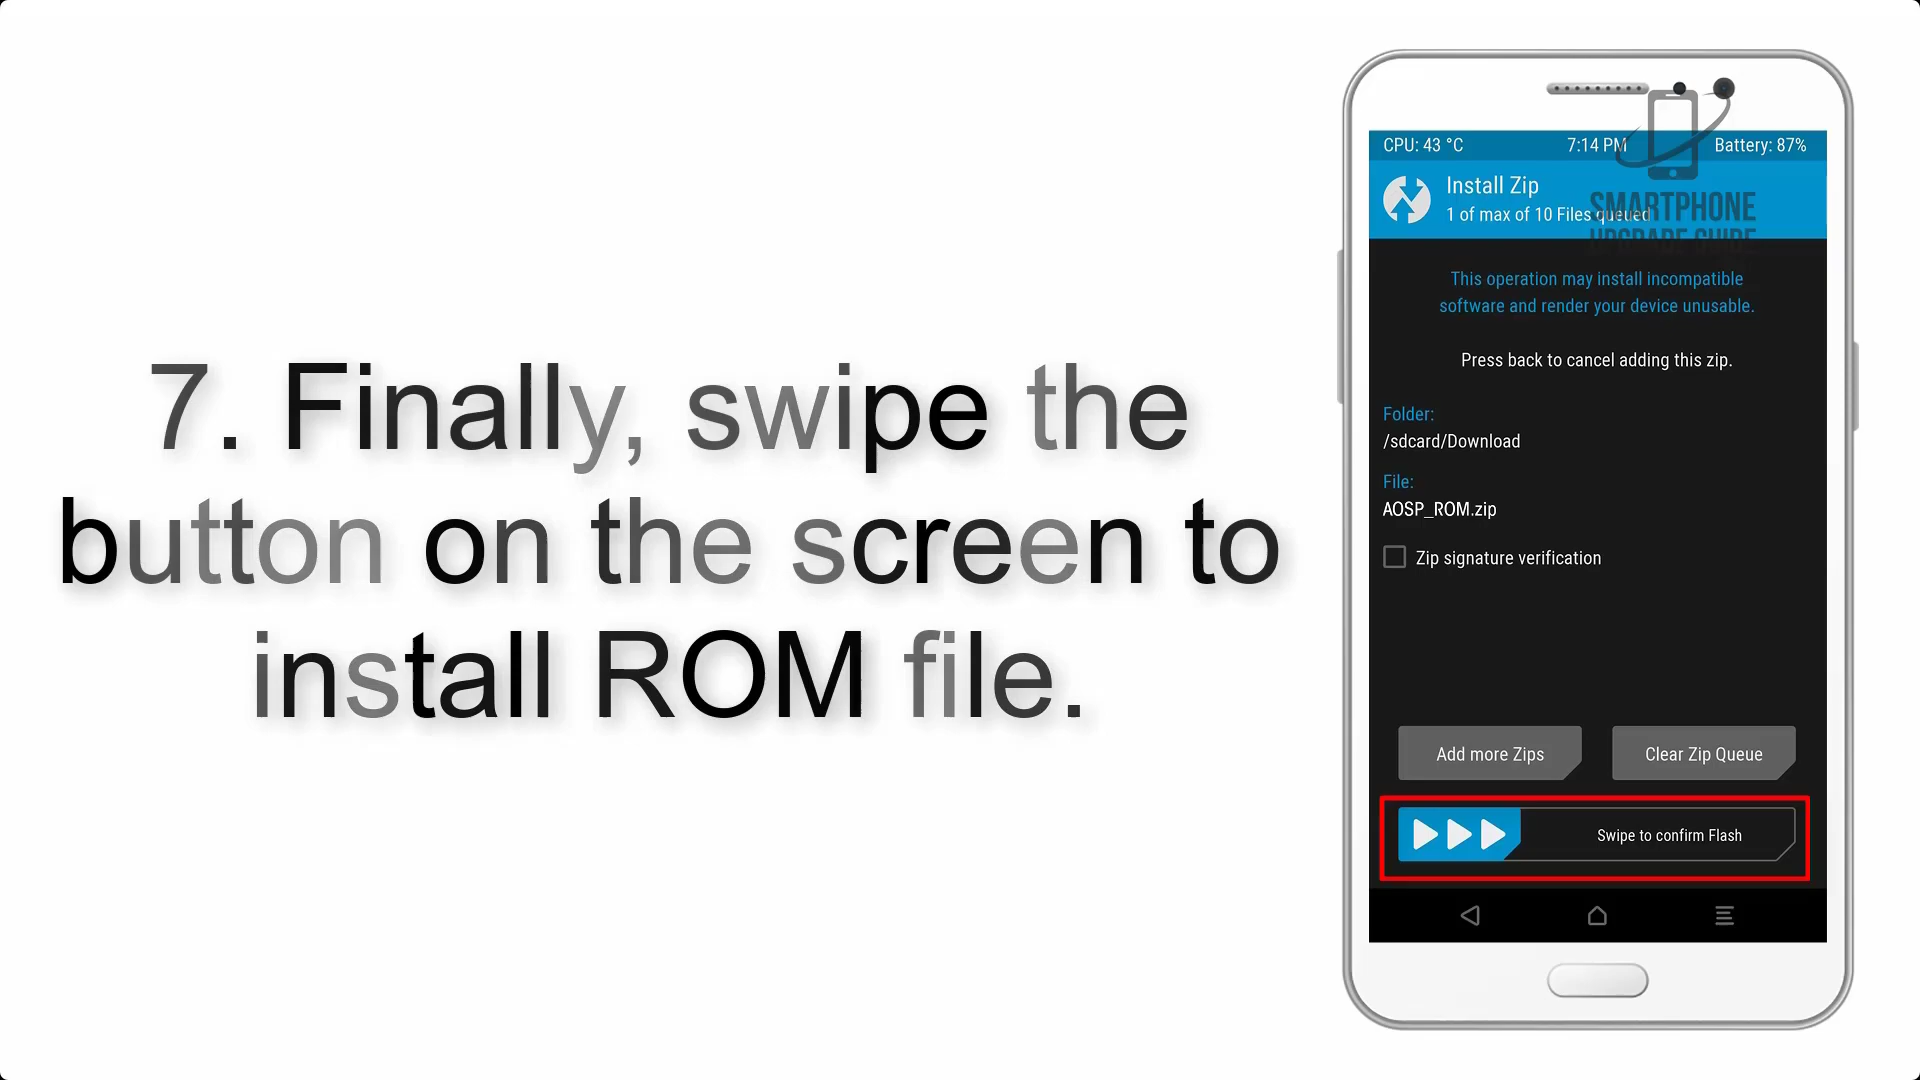 7. Finally, swipe the
button on the screen to
install ROM file.
CPU: 43 °C 7:14 PM Battery: 87%
Install Zip
1 of max of 10 Files queued
SMARTPHONE
UPGRADE GUIDE
This operation may install incompatible
software and render your device unusable.
Press back to cancel adding this zip.
Folder:
/sdcard/Download
File:
AOSP_ROM.zip
Zip signature verification
Add more Zips Clear Zip Queue
Swipe to confirm Flash